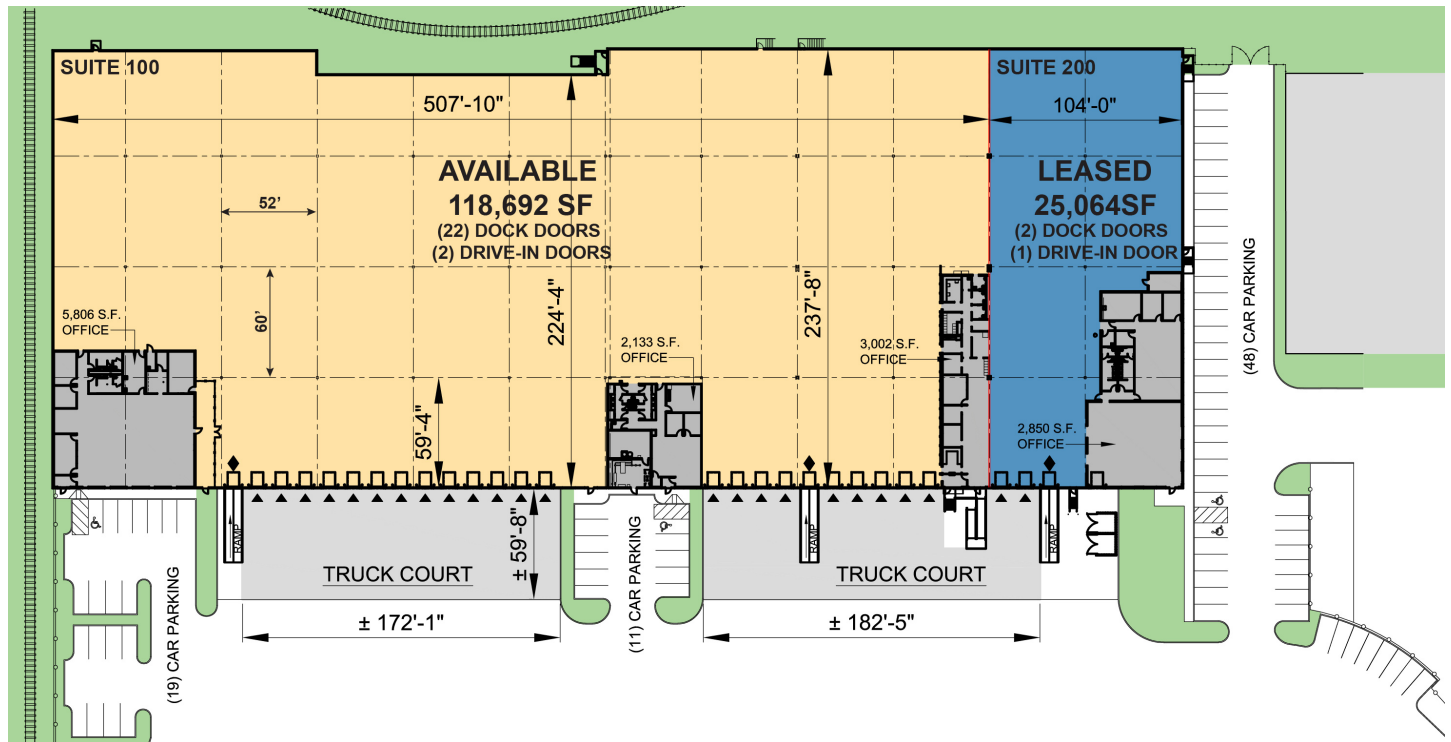 SUITE 100
SUITE 200
507'-10"
104'-0"
AVAILABLE
118,692 SF
(22) DOCK DOORS
(2) DRIVE-IN DOORS
LEASED
25,064SF
(2) DOCK DOORS
(1) DRIVE-IN DOOR
52'
60'
224'-4"
237'-8"
59'-4"
5,806 S.F.
OFFICE
2,133 S.F.
OFFICE
3,002 S.F.
OFFICE
2,850 S.F.
OFFICE
(48) CAR PARKING
RAMP
RAMP
RAMP
± 59'-8"
TRUCK COURT
TRUCK COURT
± 172'-1"
± 182'-5"
(19) CAR PARKING
(11) CAR PARKING